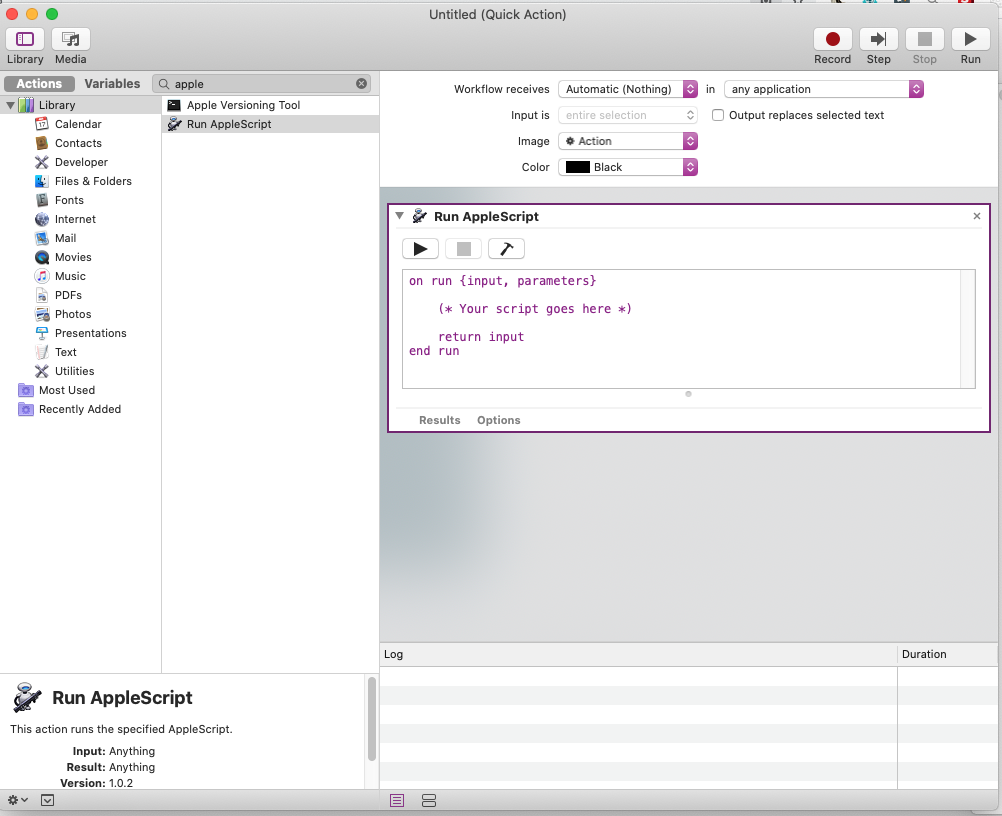 Untitled (Quick Action)
Library
Media
Record
Step
Stop
Run
Actions
Variables
apple
Library
Calendar
Contacts
Developer
Files & Folders
Fonts
Internet
Mail
Movies
Music
PDFs
Photos
Presentations
Text
Utilities
Most Used
Recently Added
Apple Versioning Tool
Run AppleScript
Workflow receives Automatic (Nothing) in any application
Input is entire selection Output replaces selected text
Image Action
Color Black
Run AppleScript
on run {input, parameters}
(* Your script goes here *)
return input
end run
Results Options
Log Duration
Run AppleScript
This action runs the specified AppleScript.
Input: Anything
Result: Anything
Version: 1.0.2